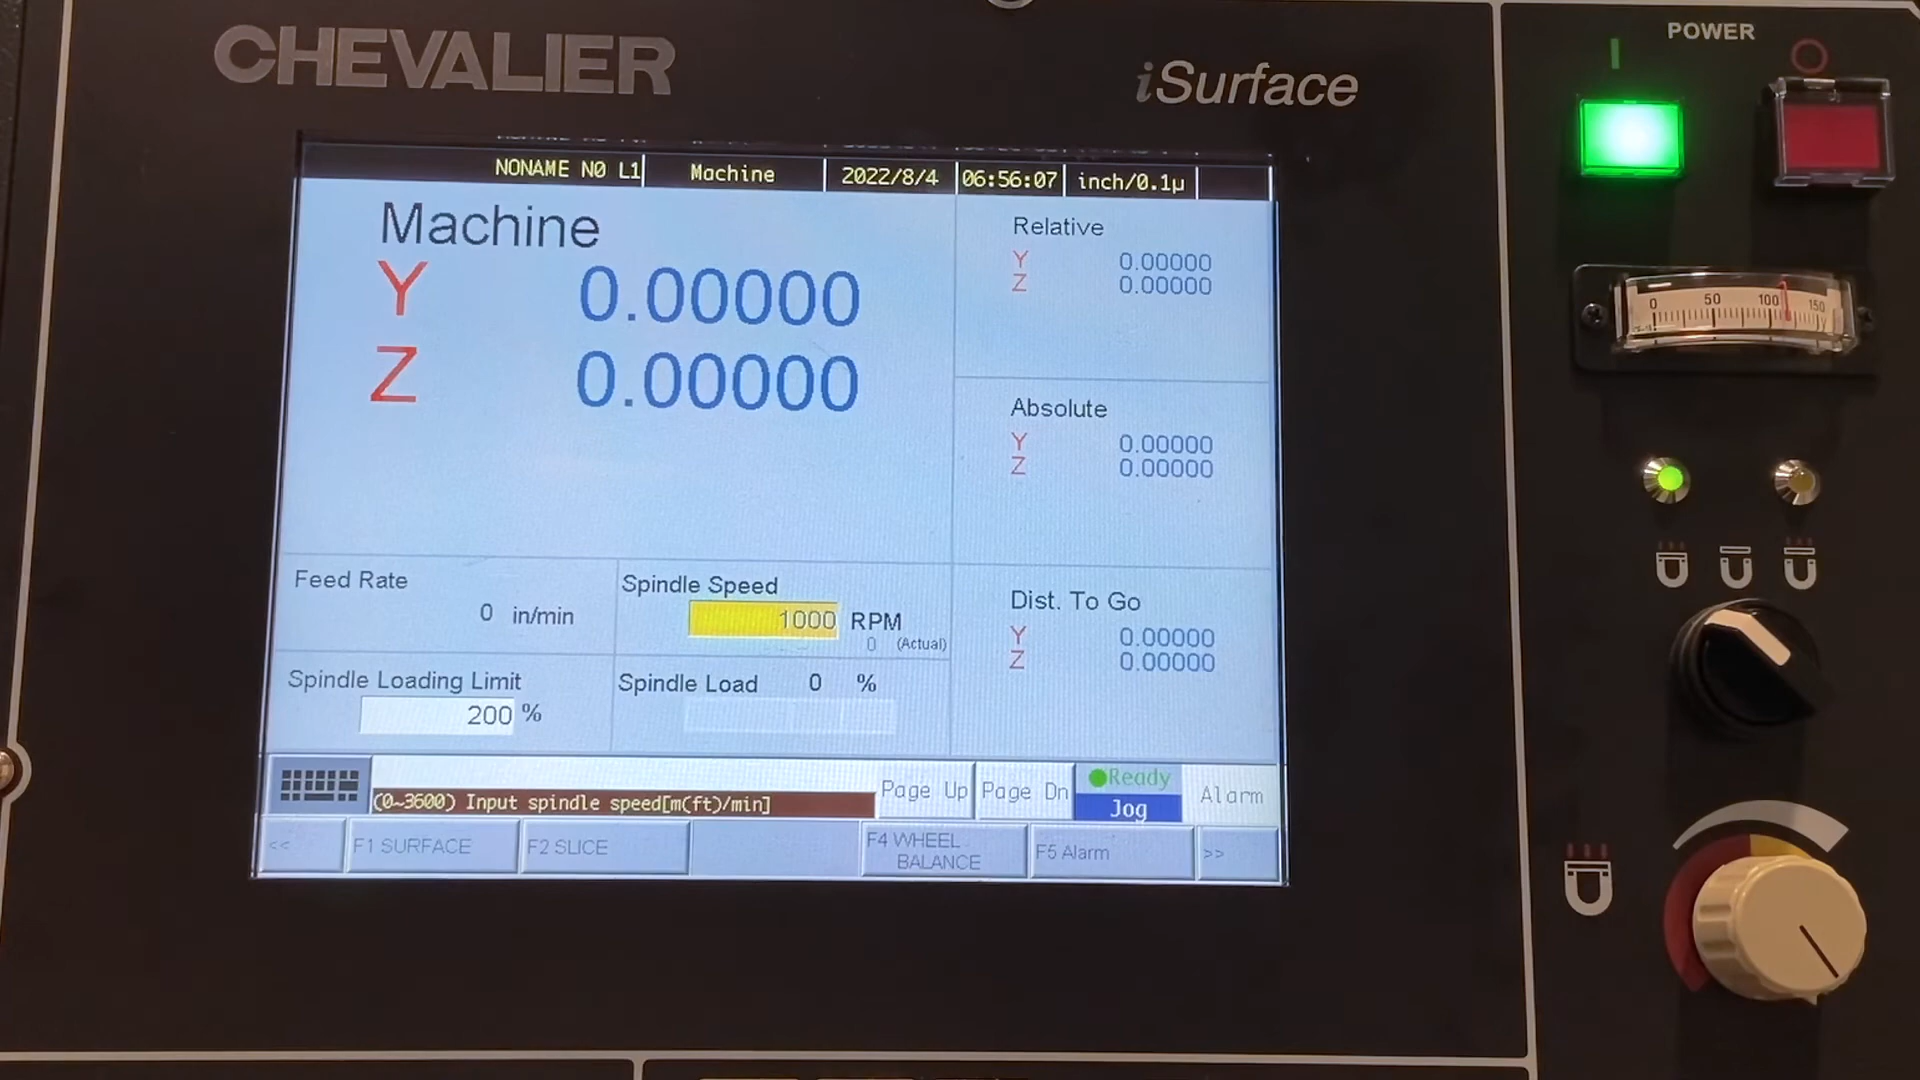 CHEVALIER
iSurface
POWER
NONAME N0 L1
Machine
2022/8/4
06:56:07
inch/0.1µ
Machine
Y 0.00000
Z 0.00000
Relative
Y 0.00000
Z 0.00000
Absolute
Y 0.00000
Z 0.00000
Dist. To Go
Y 0.00000
Z 0.00000
Feed Rate
0 in/min
Spindle Speed
1000 RPM
0 (Actual)
Spindle Loading Limit
200 %
Spindle Load 0 %
(0~3600) Input spindle speed[m(ft)/min]
Page Up
Page Dn
Ready
Jog
Alarm
<<
F1 SURFACE
F2 SLICE
F4 WHEEL
BALANCE
F5 Alarm
>>
0 50 100 150